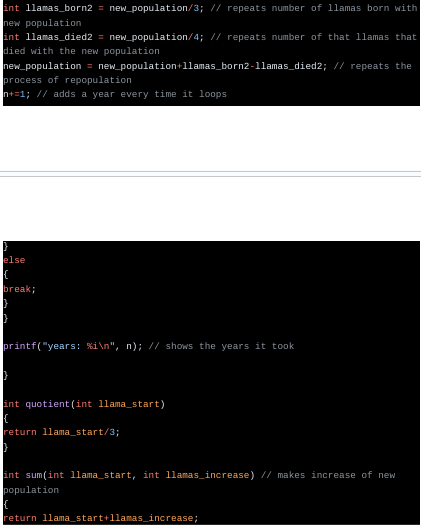 int llamas_born2 = new_population/3; // repeats number of llamas born with
new population
int llamas_died2 = new_population/4; // repeats number of that llamas that
died with the new population
new_population = new_population+llamas_born2-llamas_died2; // repeats the
process of repopulation
n+=1; // adds a year every time it loops
}
else
{
break;
}
}
printf("years: %i\n", n); // shows the years it took
}
int quotient(int llama_start)
{
return llama_start/3;
}
int sum(int llama_start, int llamas_increase) // makes increase of new
population
{
return llama_start+llamas_increase;